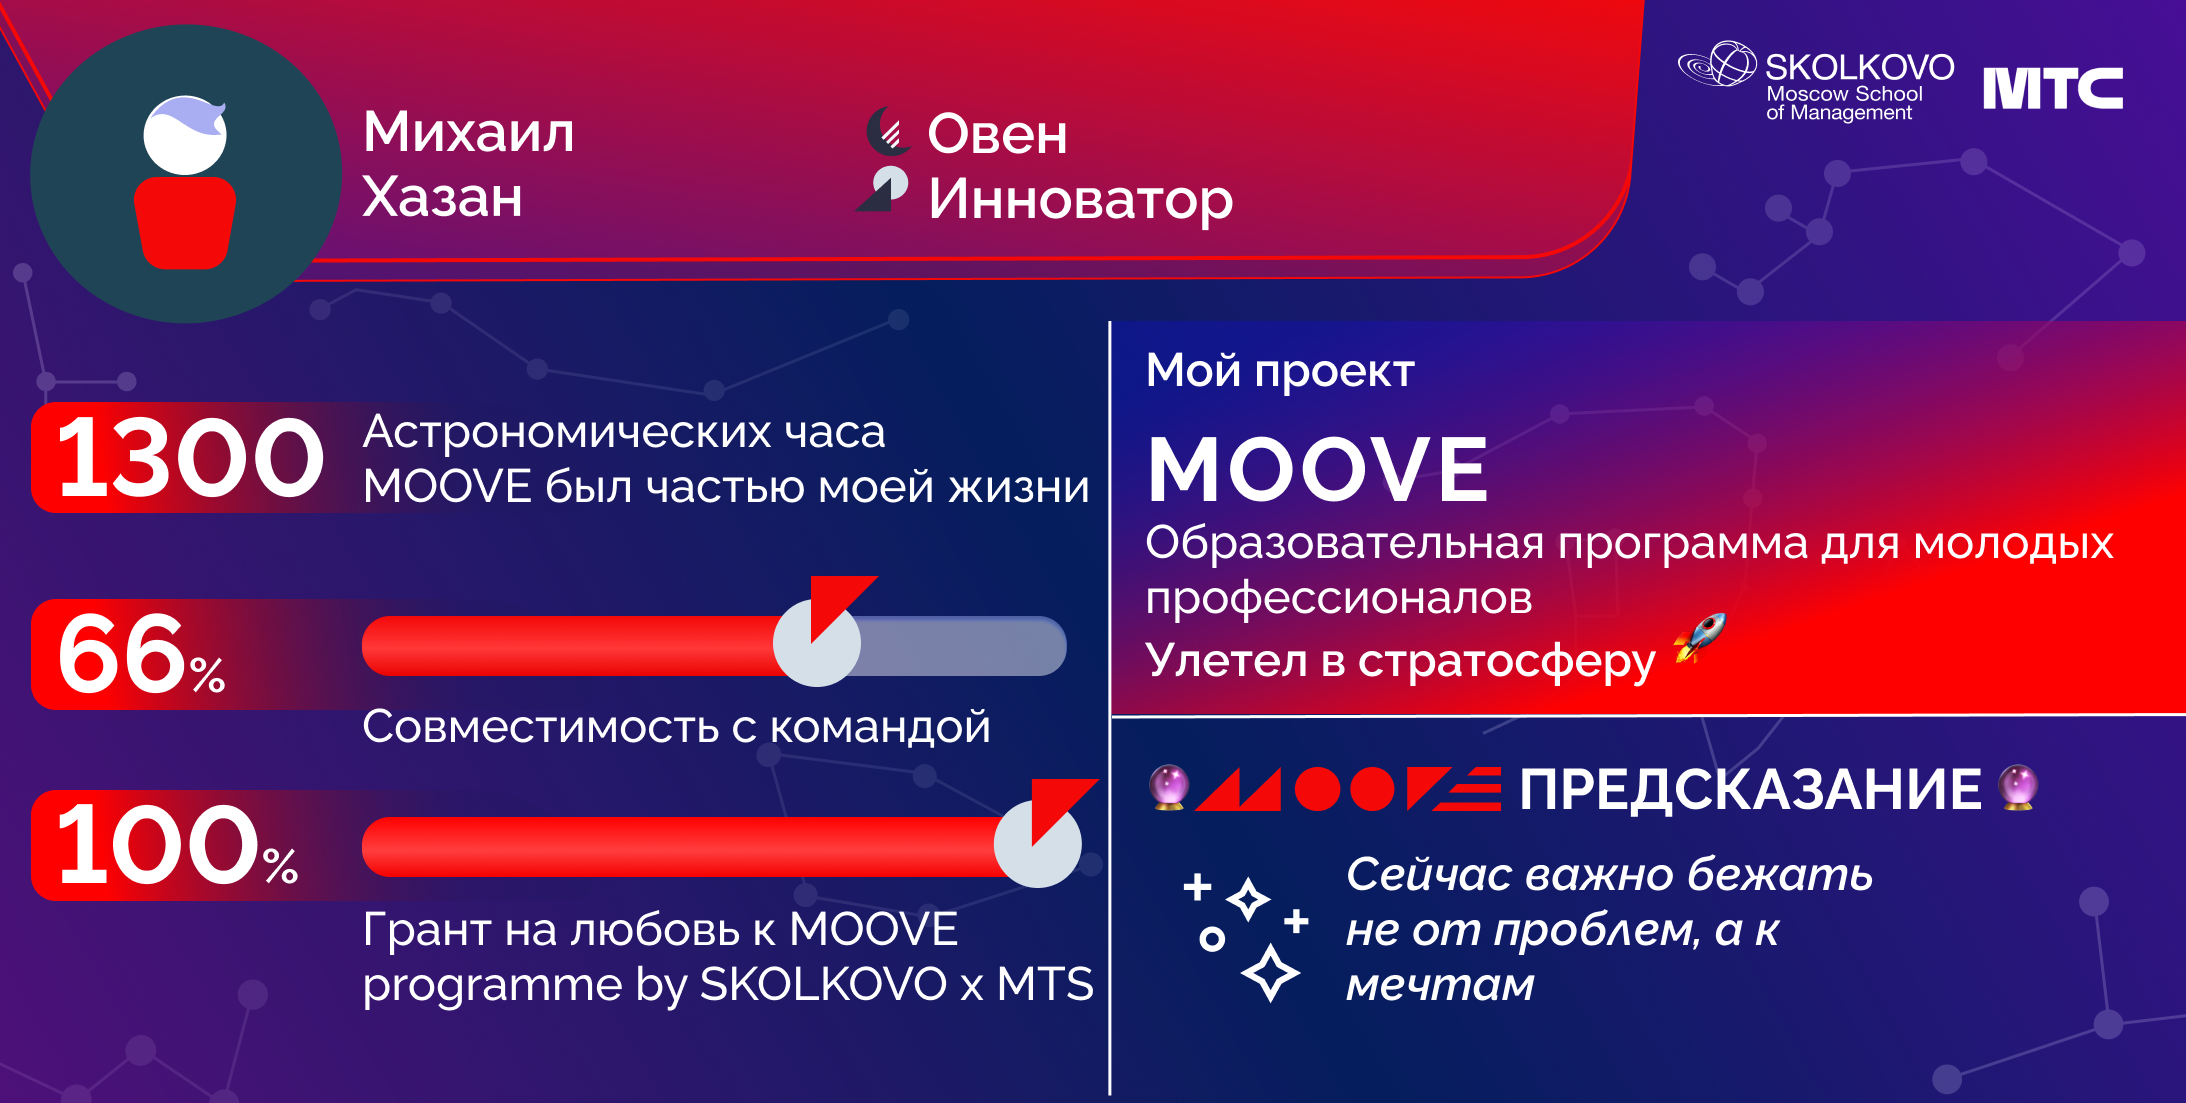 Михаил
Хазан
Овен
Инноватор
SKOLKOVO
Moscow School
of Management
МТС
1300
Астрономических часа
MOOVE был частью моей жизни
66%
Совместимость с командой
100%
Грант на любовь к MOOVE
programme by SKOLKOVO x MTS
Мой проект
MOOVE
Образовательная программа для молодых
профессионалов
Улетел в стратосферу 🚀
🔮MOOVE ПРЕДСКАЗАНИЕ🔮
Сейчас важно бежать
не от проблем, а к
мечтам